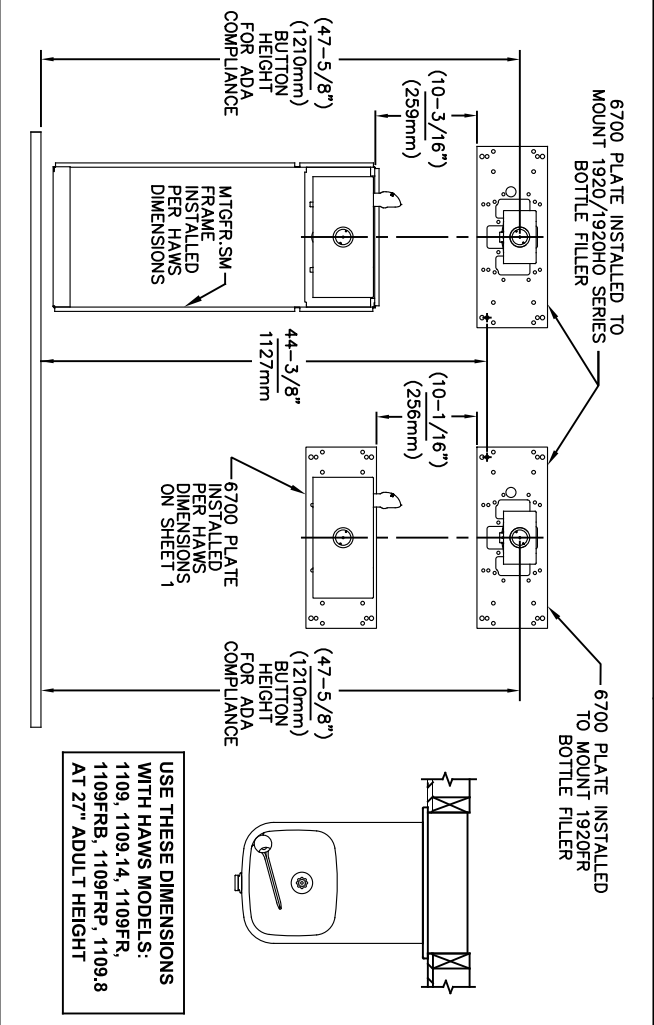 6700 PLATE INSTALLED TO
MOUNT 1920/1920HO SERIES
BOTTLE FILLER
6700 PLATE INSTALLED
TO MOUNT 1920FR
BOTTLE FILLER
(10-3/16")
(259mm)
(10-1/16")
(256mm)
(47-5/8")
(1210mm)
BUTTON
HEIGHT
FOR ADA
COMPLIANCE
MTGFR.SM
FRAME
INSTALLED
PER HAWS
DIMENSIONS
44-3/8"
1127mm
6700 PLATE
INSTALLED
PER HAWS
DIMENSIONS
ON SHEET 1
(47-5/8")
(1210mm)
BUTTON
HEIGHT
FOR ADA
COMPLIANCE
USE THESE DIMENSIONS
WITH HAWS MODELS:
1109, 1109.14, 1109FR,
1109FRB, 1109FRP, 1109.8
AT 27" ADULT HEIGHT